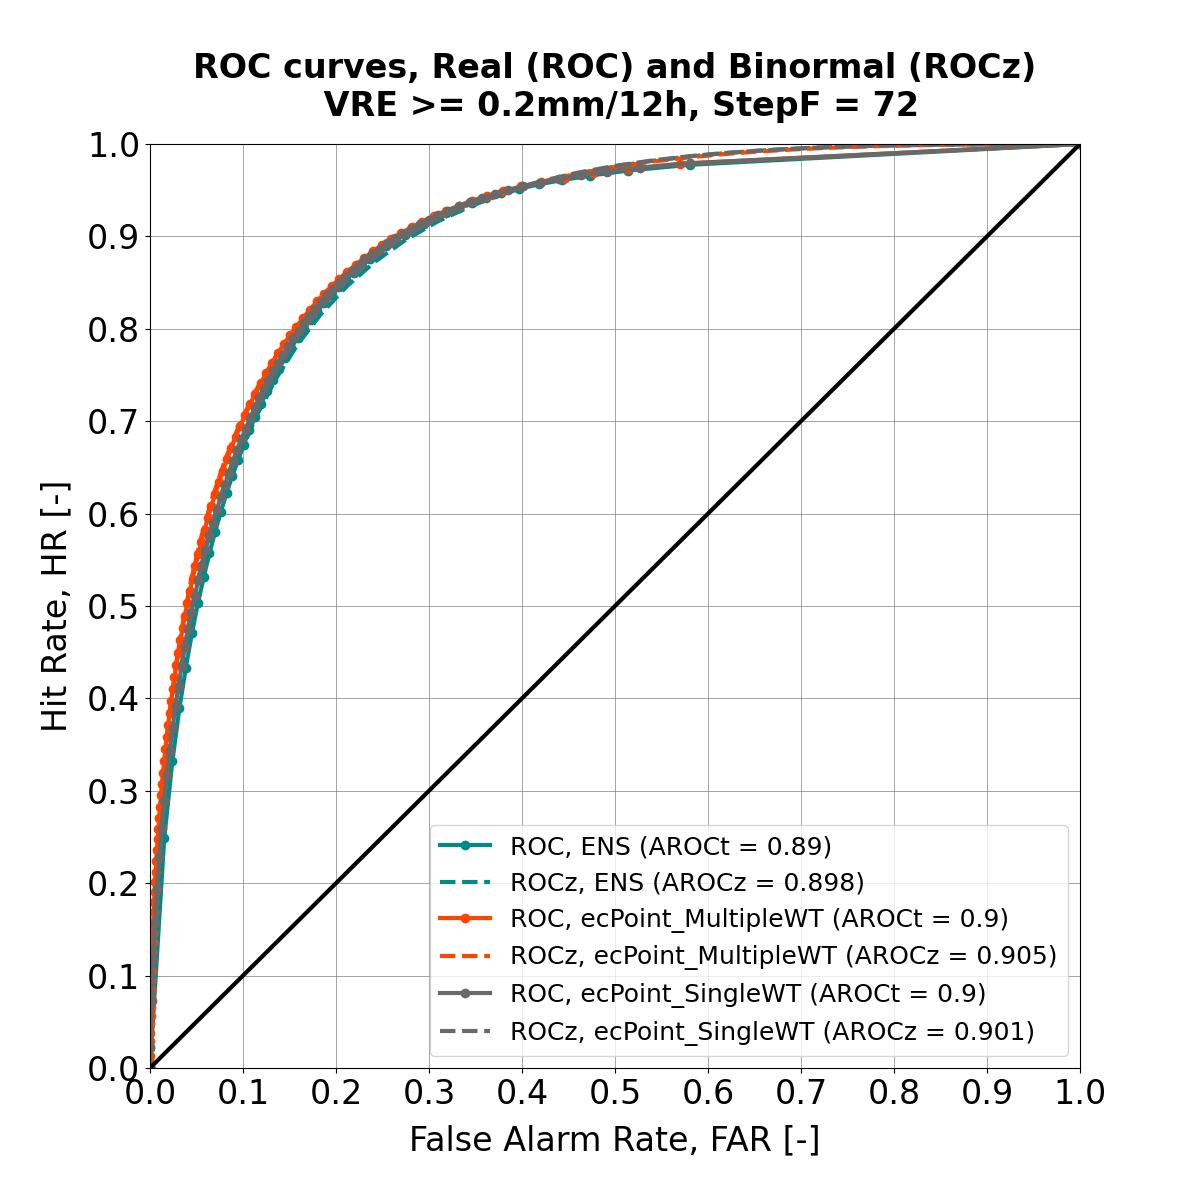 ROC curves, Real (ROC) and Binormal (ROCz)
VRE >= 0.2mm/12h, StepF = 72
1.0
0.9
0.8
0.7
0.6
0.5
0.4
0.3
0.2
0.1
0.0
Hit Rate, HR [-]
ROC, ENS (AROCt = 0.89)
ROCz, ENS (AROCz = 0.898)
ROC, ecPoint_MultipleWT (AROCt = 0.9)
ROCz, ecPoint_MultipleWT (AROCz = 0.905)
ROC, ecPoint_SingleWT (AROCt = 0.9)
ROCz, ecPoint_SingleWT (AROCz = 0.901)
0.0 0.1 0.2 0.3 0.4 0.5 0.6 0.7 0.8 0.9 1.0
False Alarm Rate, FAR [-]